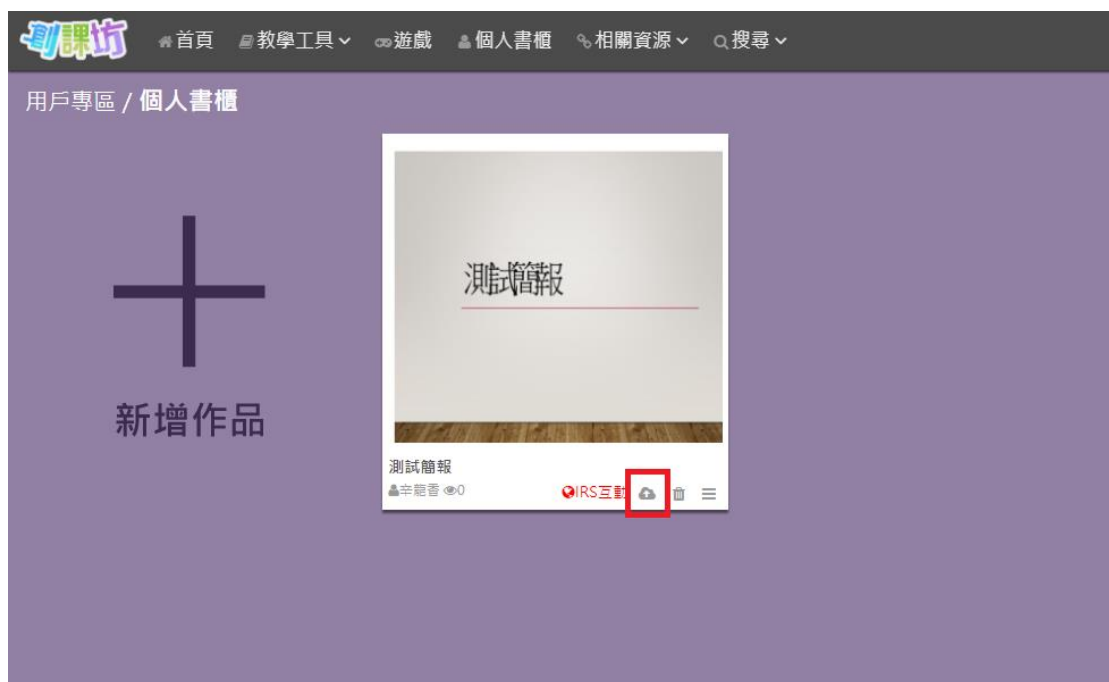 創課坊 首頁 教學工具 遊戲 個人書櫃 相關資源 搜尋
用戶專區 / 個人書櫃
測試簡報
新增作品
測試簡報
辛龍香 0 IRS互動